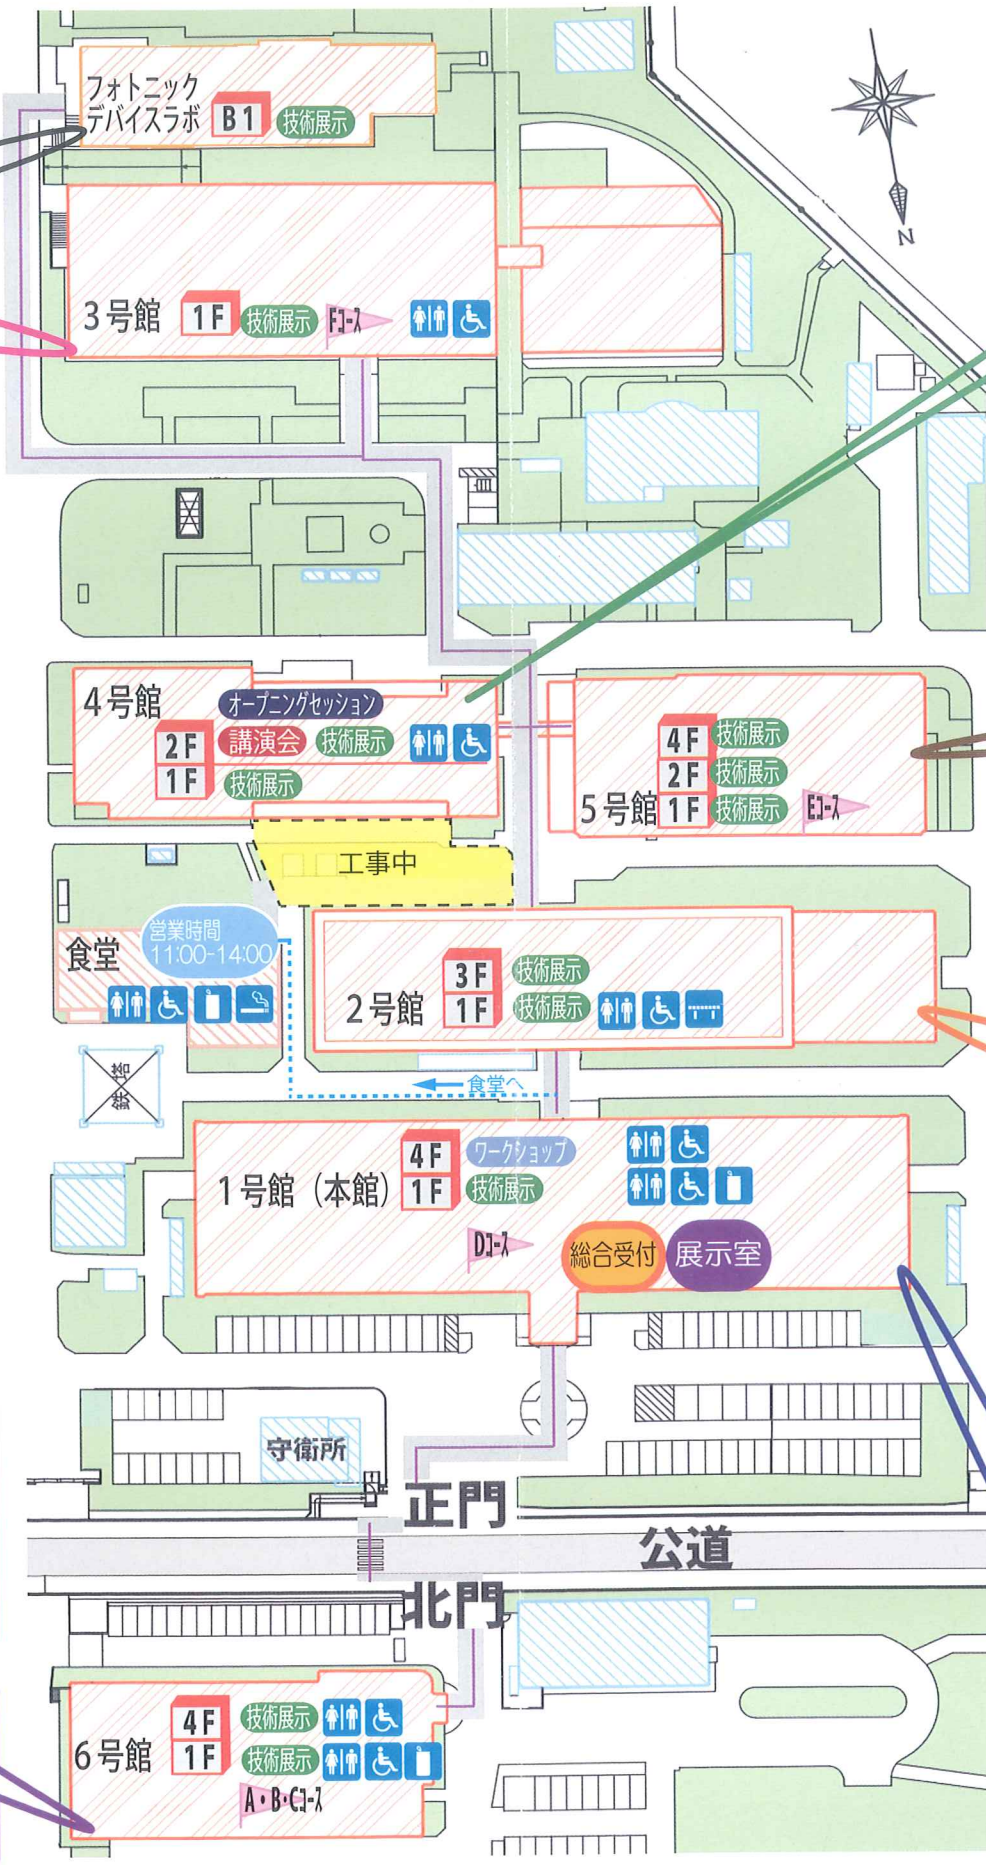 フォトニック
デバイスラボ
B1
技術展示
N
3号館
1F
技術展示
Fコース
4号館
オープニングセッション
2F
講演会
技術展示
1F
技術展示
4F
技術展示
2F
技術展示
5号館
1F
技術展示
Eコース
工事中
食堂
営業時間
11:00-14:00
3F
技術展示
2号館
1F
技術展示
鉄塔
食堂へ
1号館（本館）
4F
ワークショップ
1F
技術展示
Dコース
総合受付
展示室
守衛所
正門
公道
北門
6号館
4F
技術展示
1F
技術展示
A・B・Cコース